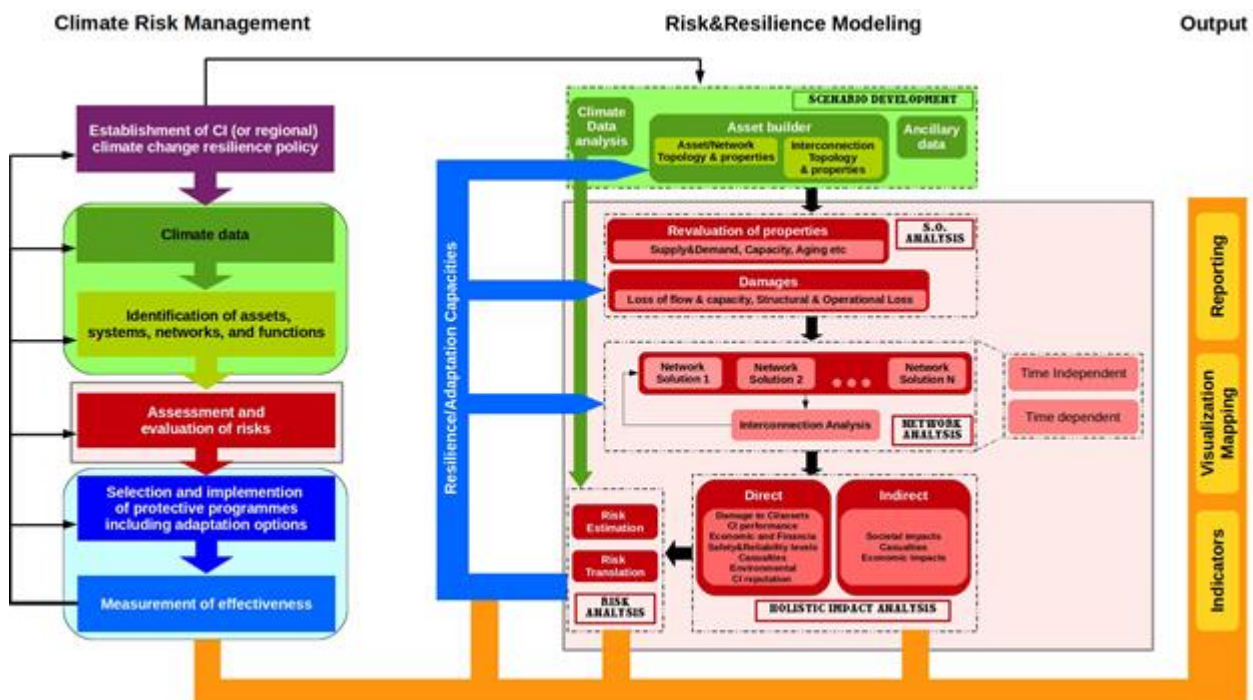 Climate Risk Management
Risk&Resilience Modeling
Output
Establishment of CI (or regional)
climate change resilience policy
Climate data
Identification of assets,
systems, networks, and functions
Assessment and
evaluation of risks
Selection and implemention
of protective programmes
including adaptation options
Measurement of effectiveness
Resilience/Adaptation Capacities
SCENARIO DEVELOPMENT
Climate
Data
analysis
Asset builder
Asset/Network
Topology & properties
Interconnection
Topology
& properties
Ancillary
data
Revaluation of properties
Supply&Demand, Capacity, Aging etc
S.O.
ANALYSIS
Damages
Loss of flow & capacity, Structural & Operational Loss
Network
Solution 1
Network
Solution 2
Network
Solution N
Interconnection Analysis
NETWORK
ANALYSIS
Time Independent
Time dependent
Risk
Estimation
Risk
Translation
RISK
ANALYSIS
Direct
Damage to CI/assets
CI performance
Economic and Financia
Safety&Reliability levels
Casualties
Environmental
CI reputation
Indirect
Societal impacts
Casualties
Economic impacts
HOLISTIC IMPACT ANALYSIS
Reporting
Visualization
Mapping
Indicators